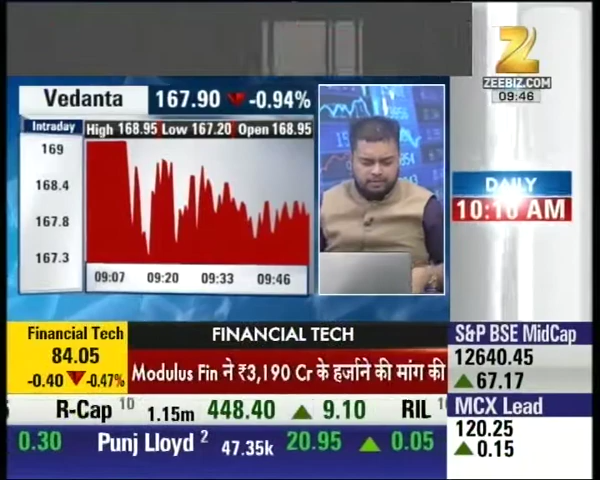 Z
ZEEBIZ.COM
09:46
Vedanta 167.90 -0.94%
Intraday High 168.95 Low 167.20 Open 168.95
169
168.4
167.8
167.3
09:07 09:20 09:33 09:46
DAILY
10:10 AM
Financial Tech
84.05
-0.40 -0.47%
FINANCIAL TECH
Modulus Fin ने ₹3,190 Cr के हर्जाने की मांग की
S&P BSE MidCap
12640.45
67.17
R-Cap 10 1.15m 448.40 9.10 RIL
MCX Lead
120.25
0.15
0.30 Punj Lloyd 2 47.35k 20.95 0.05